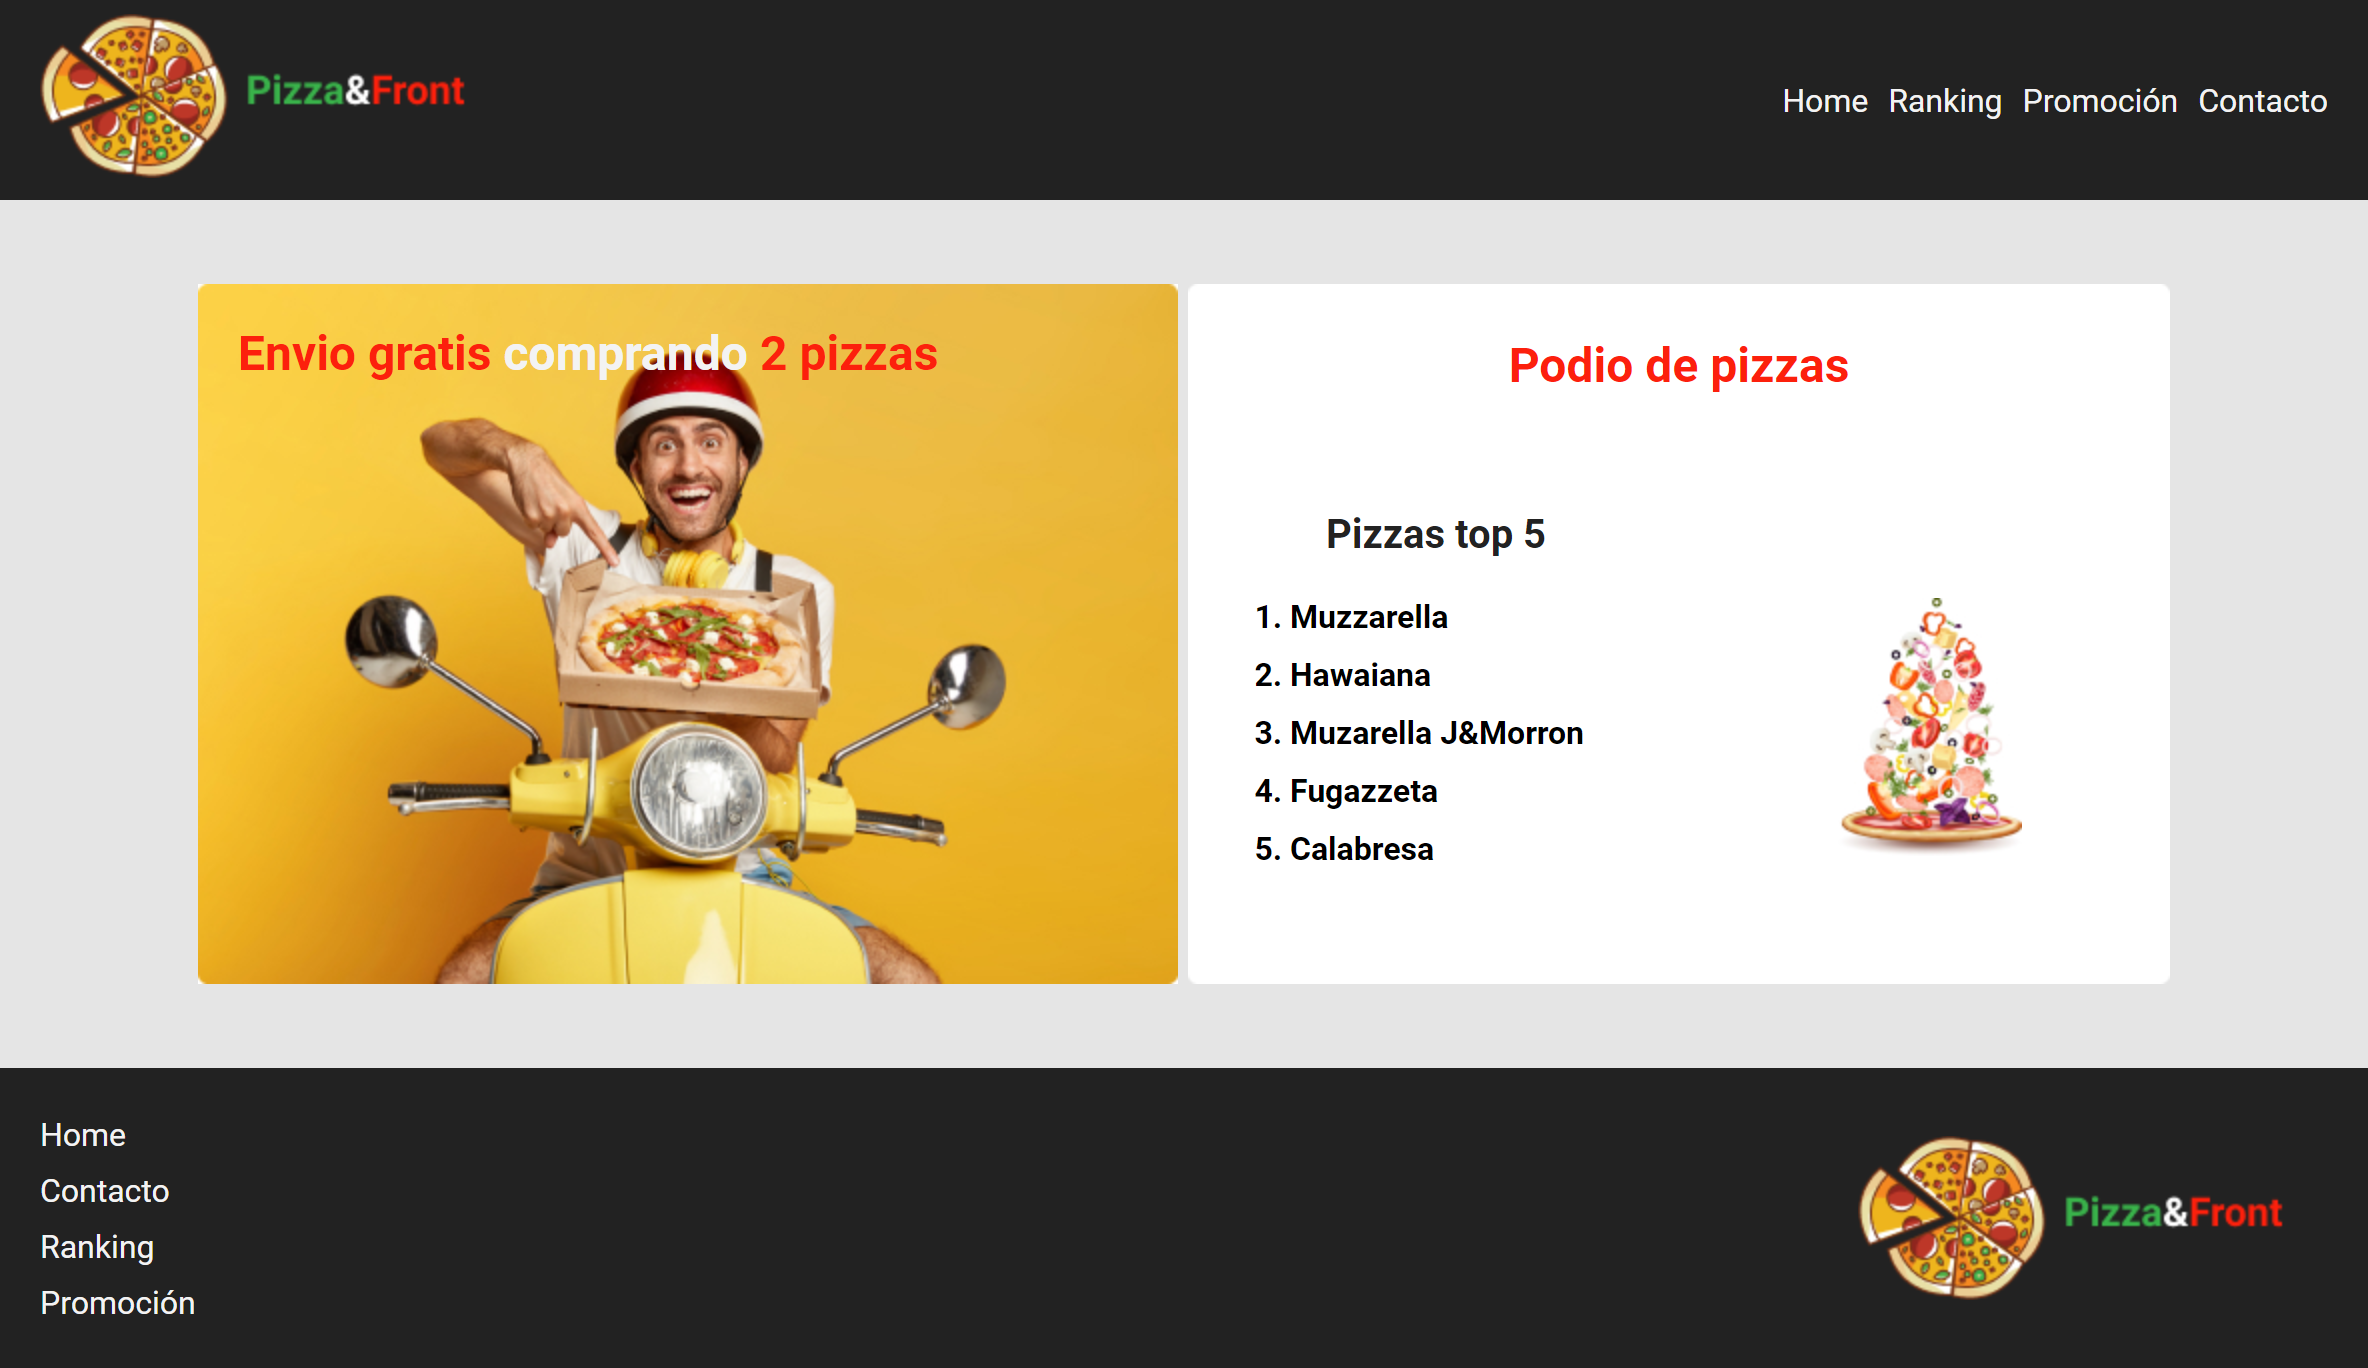 Pizza&Front
Home Ranking Promoción Contacto
Envio gratis comprando 2 pizzas
Podio de pizzas
Pizzas top 5
1. Muzzarella
2. Hawaiana
3. Muzarella J&Morron
4. Fugazzeta
5. Calabresa
Home
Contacto
Ranking
Promoción
Pizza&Front